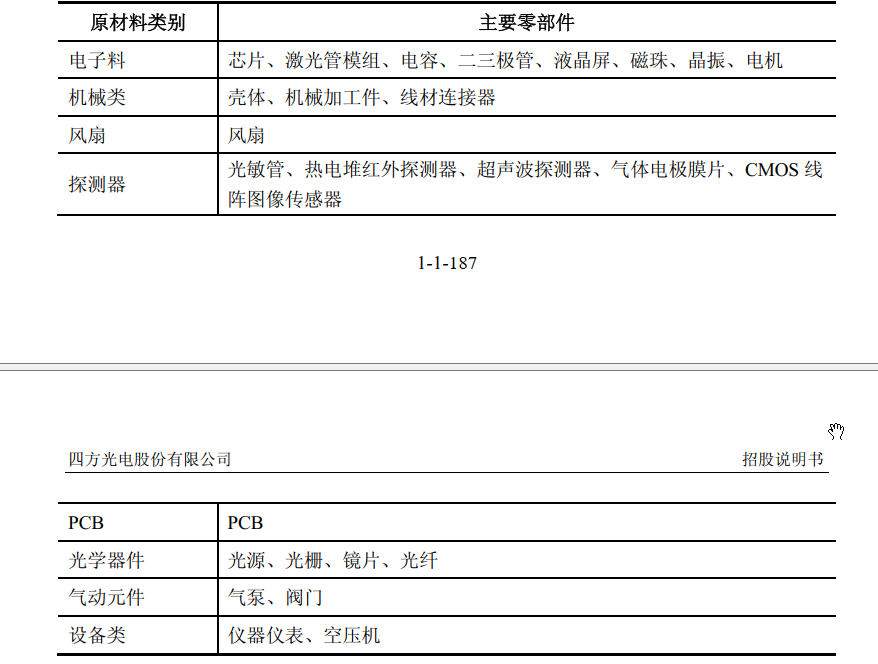 原材料类别 主要零部件
电子料 芯片、激光管模组、电容、二三极管、液晶屏、磁珠、晶振、电机
机械类 壳体、机械加工件、线材连接器
风扇 风扇
探测器 光敏管、热电堆红外探测器、超声波探测器、气体电极膜片、CMOS 线
阵图像传感器
1-1-187
四方光电股份有限公司 招股说明书
PCB PCB
光学器件 光源、光栅、镜片、光纤
气动元件 气泵、阀门
设备类 仪器仪表、空压机